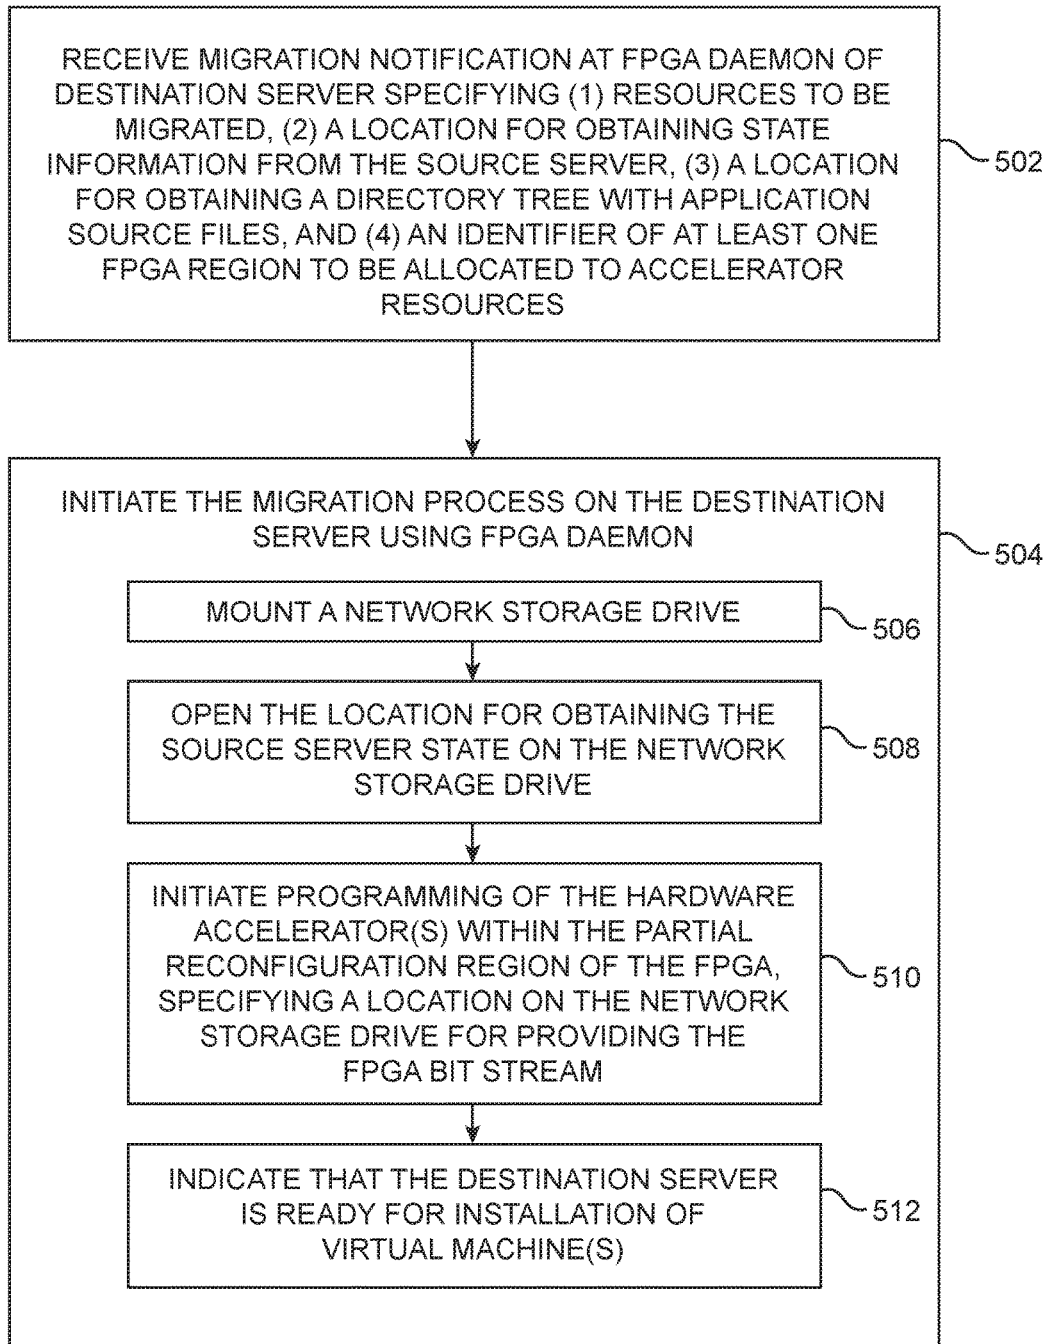 RECEIVE MIGRATION NOTIFICATION AT FPGA DAEMON OF
DESTINATION SERVER SPECIFYING (1) RESOURCES TO BE
MIGRATED, (2) A LOCATION FOR OBTAINING STATE
INFORMATION FROM THE SOURCE SERVER, (3) A LOCATION
FOR OBTAINING A DIRECTORY TREE WITH APPLICATION
SOURCE FILES, AND (4) AN IDENTIFIER OF AT LEAST ONE
FPGA REGION TO BE ALLOCATED TO ACCELERATOR
RESOURCES
502
INITIATE THE MIGRATION PROCESS ON THE DESTINATION
SERVER USING FPGA DAEMON
504
MOUNT A NETWORK STORAGE DRIVE
506
OPEN THE LOCATION FOR OBTAINING THE
SOURCE SERVER STATE ON THE NETWORK
STORAGE DRIVE
508
INITIATE PROGRAMMING OF THE HARDWARE
ACCELERATOR(S) WITHIN THE PARTIAL
RECONFIGURATION REGION OF THE FPGA,
SPECIFYING A LOCATION ON THE NETWORK
STORAGE DRIVE FOR PROVIDING THE
FPGA BIT STREAM
510
INDICATE THAT THE DESTINATION SERVER
IS READY FOR INSTALLATION OF
VIRTUAL MACHINE(S)
512